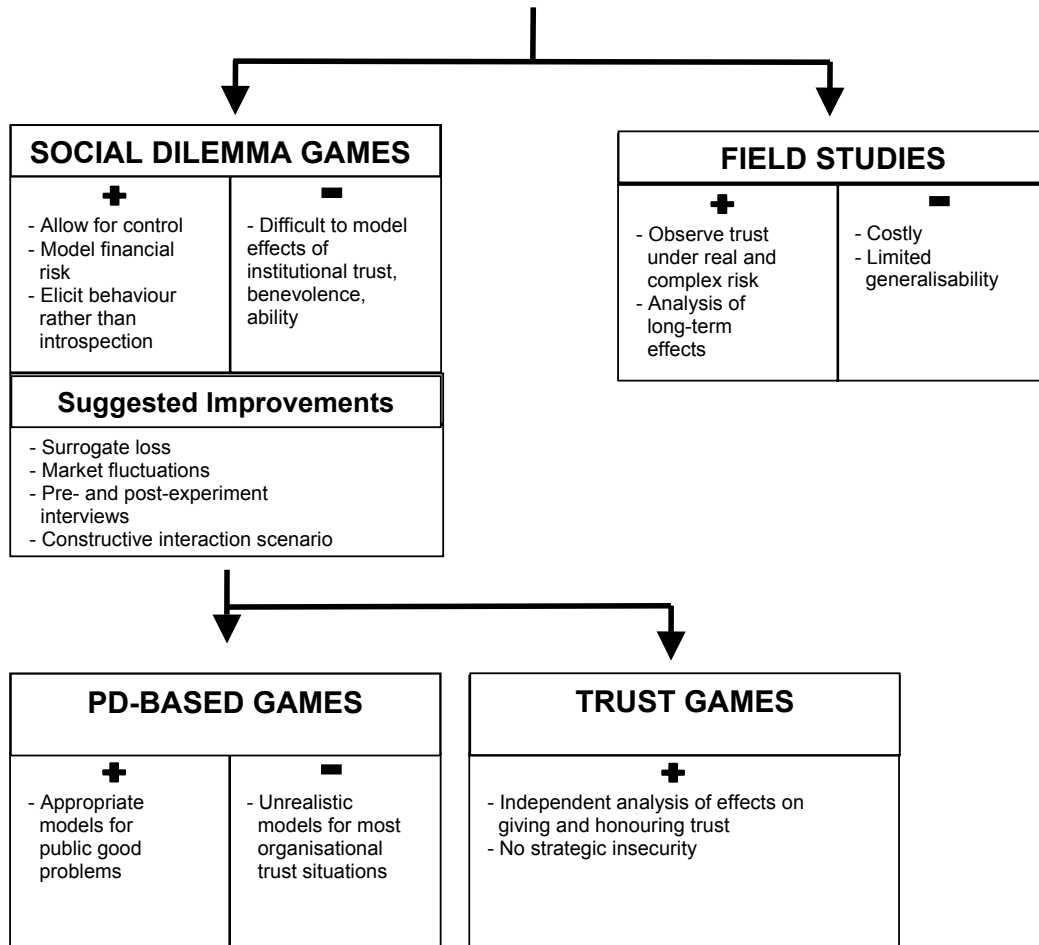 SOCIAL DILEMMA GAMES
+
- Allow for control
- Model financial
risk
- Elicit behaviour
rather than
introspection
-
- Difficult to model
effects of
institutional trust,
benevolence,
ability
Suggested Improvements
- Surrogate loss
- Market fluctuations
- Pre- and post-experiment
interviews
- Constructive interaction scenario
FIELD STUDIES
+
- Observe trust
under real and
complex risk
- Analysis of
long-term
effects
-
- Costly
- Limited
generalisability
PD-BASED GAMES
+
- Appropriate
models for
public good
problems
-
- Unrealistic
models for most
organisational
trust situations
TRUST GAMES
+
- Independent analysis of effects on
giving and honouring trust
- No strategic insecurity